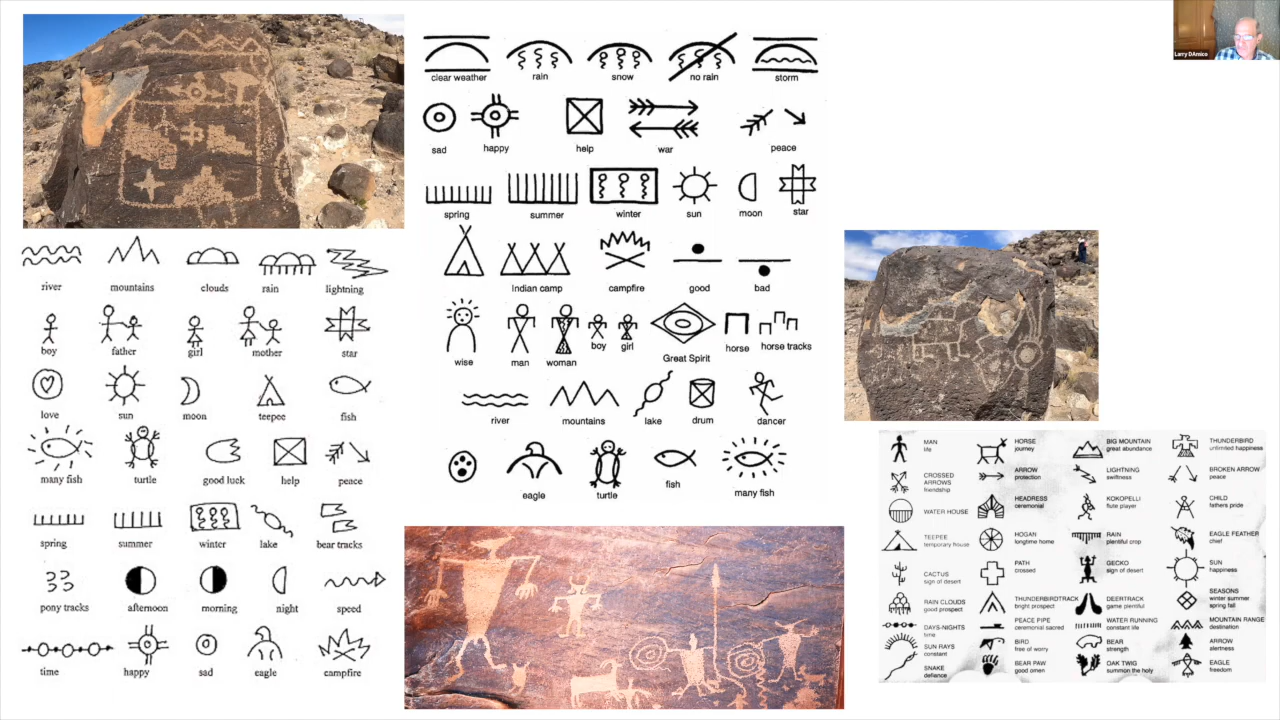 Larry DAmico
clear weather rain snow no rain storm
sad happy help war peace
spring summer winter sun moon star
Indian camp campfire good bad
wise man woman boy girl Great Spirit horse horse tracks
river mountains lake drum dancer
eagle turtle fish many fish
river mountains clouds rain lightning
boy father girl mother star
love sun moon teepee fish
many fish turtle good luck help peace
spring summer winter lake bear tracks
pony tracks afternoon morning night speed
time happy sad eagle campfire
MAN
life
HORSE
journey
BIG MOUNTAIN
great abundance
THUNDERBIRD
unlimited happiness
CROSSED
ARROWS
friendship
ARROW
protection
LIGHTNING
swiftness
BROKEN ARROW
peace
WATER HOUSE
HEADRESS
ceremonial
KOKOPELLI
flute player
CHILD
fathers pride
TEEPEE
temporary house
HOGAN
longtime home
RAIN
plentiful crop
EAGLE FEATHER
chief
CACTUS
sign of desert
PATH
crossed
GECKO
sign of desert
SUN
happiness
RAIN CLOUDS
good prospect
THUNDERBIRDTRACK
bright prospect
DEERTRACK
game plentiful
SEASONS
winter summer
spring fall
DAYS-NIGHTS
time
PEACE PIPE
ceremonial sacred
WATER RUNNING
constant life
MOUNTAIN RANGE
destination
SUN RAYS
constant
BIRD
free of worry
BEAR
strength
ARROW
alertness
SNAKE
defiance
BEAR PAW
good omen
OAK TWIG
summon the holy
EAGLE
freedom